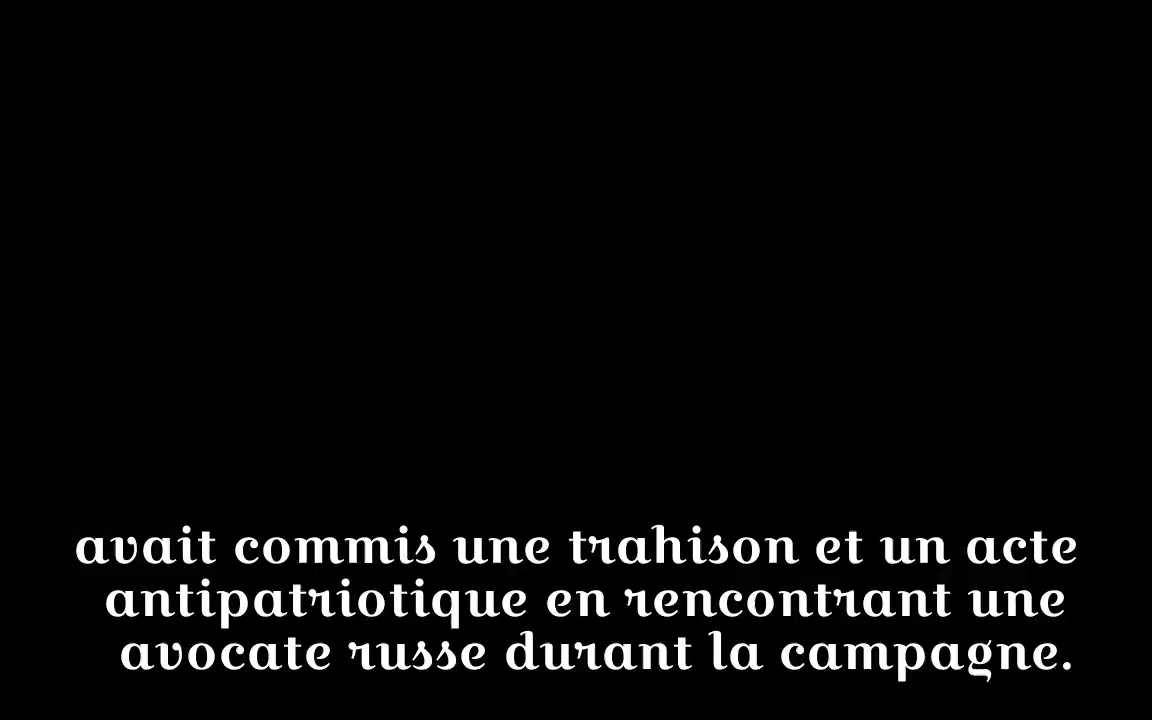 avait commis une trahison et un acte
antipatriotique en rencontrant une
avocate russe durant la campagne.